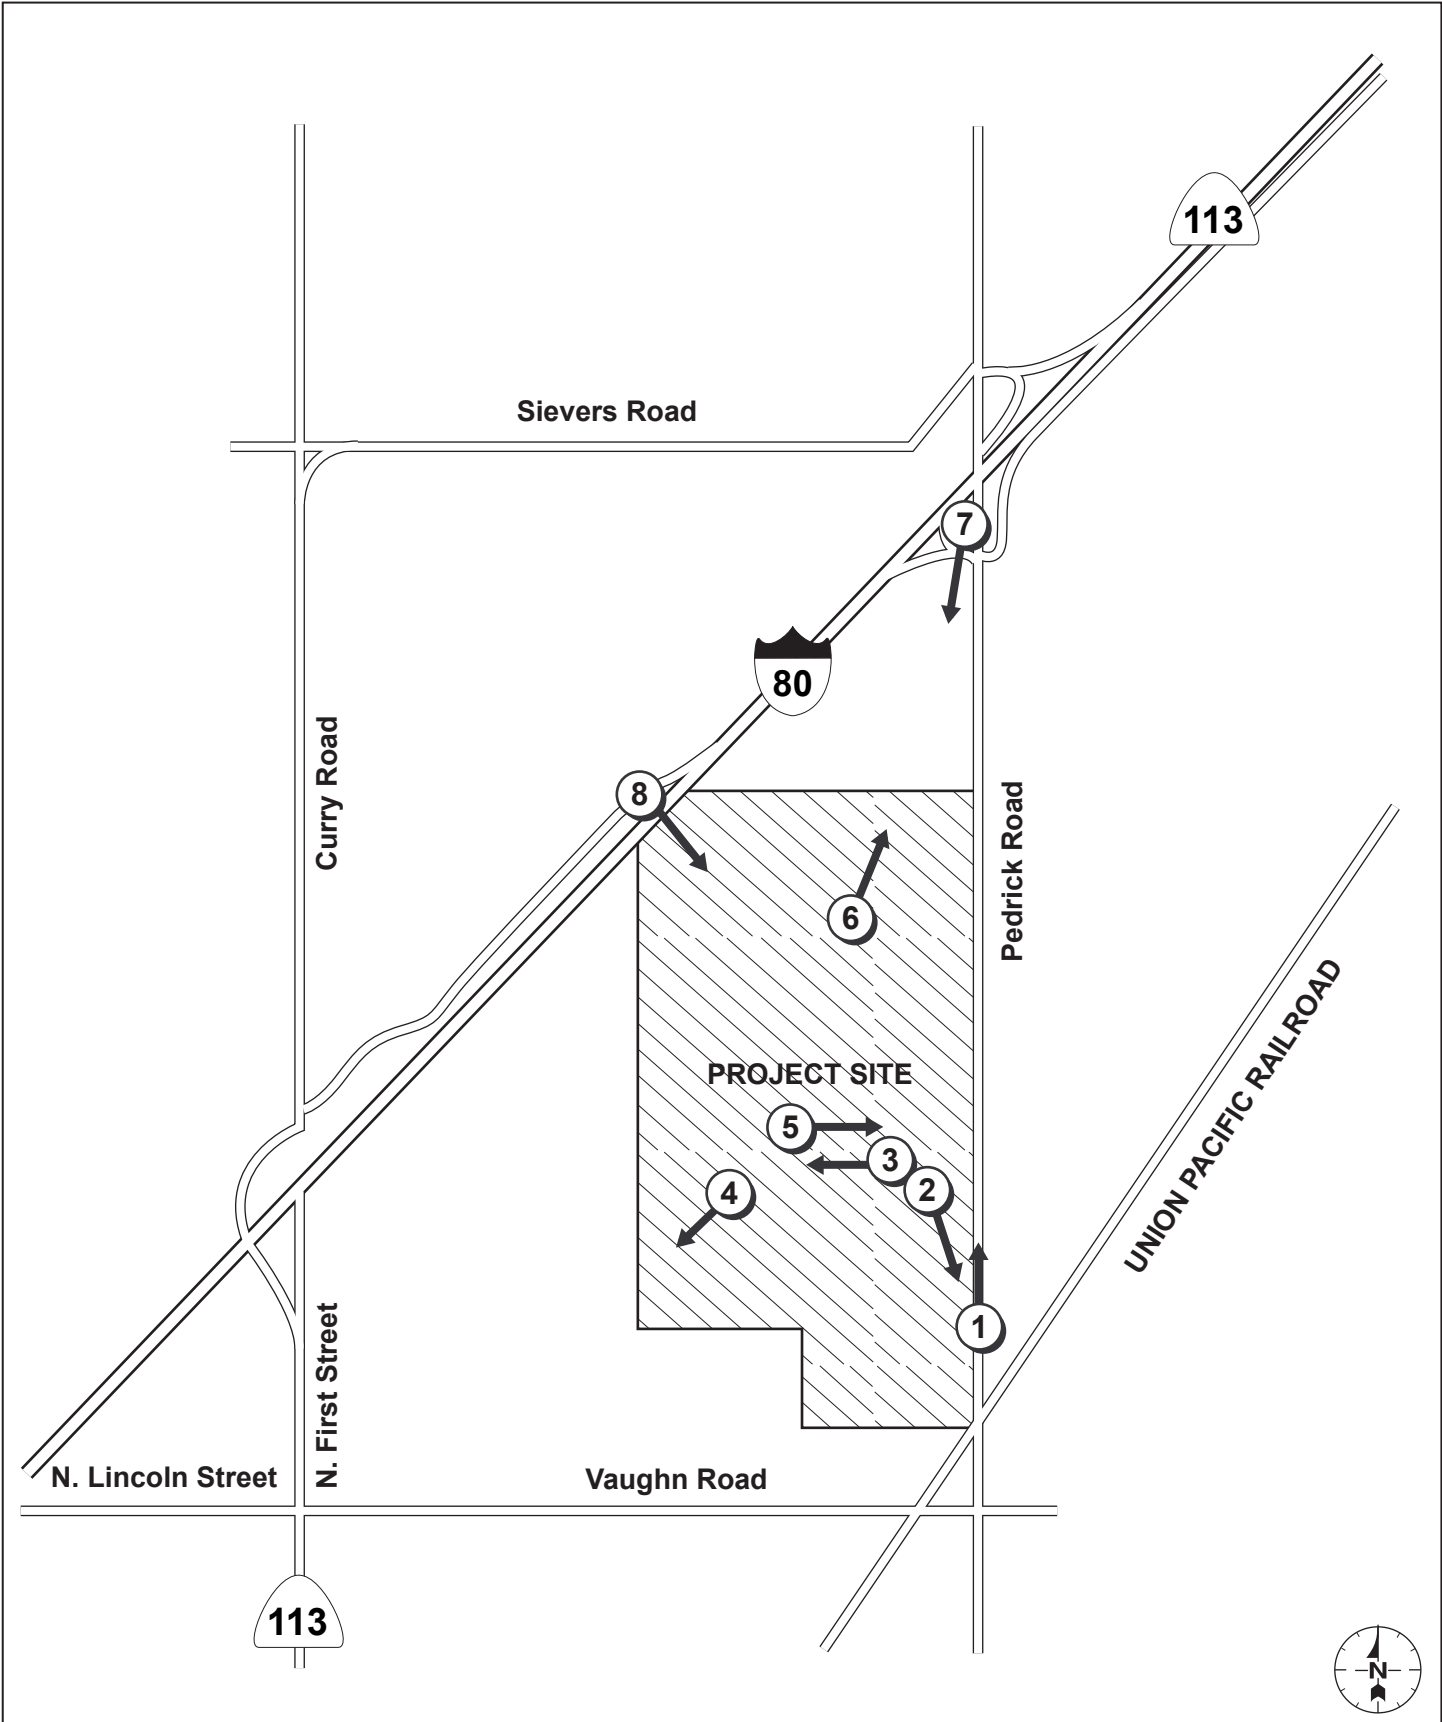 113
Sievers Road
7
80
Curry Road
8
Pedrick Road
6
UNION PACIFIC RAILROAD
PROJECT SITE
5
3
4
2
1
N. First Street
N. Lincoln Street
Vaughn Road
113
N